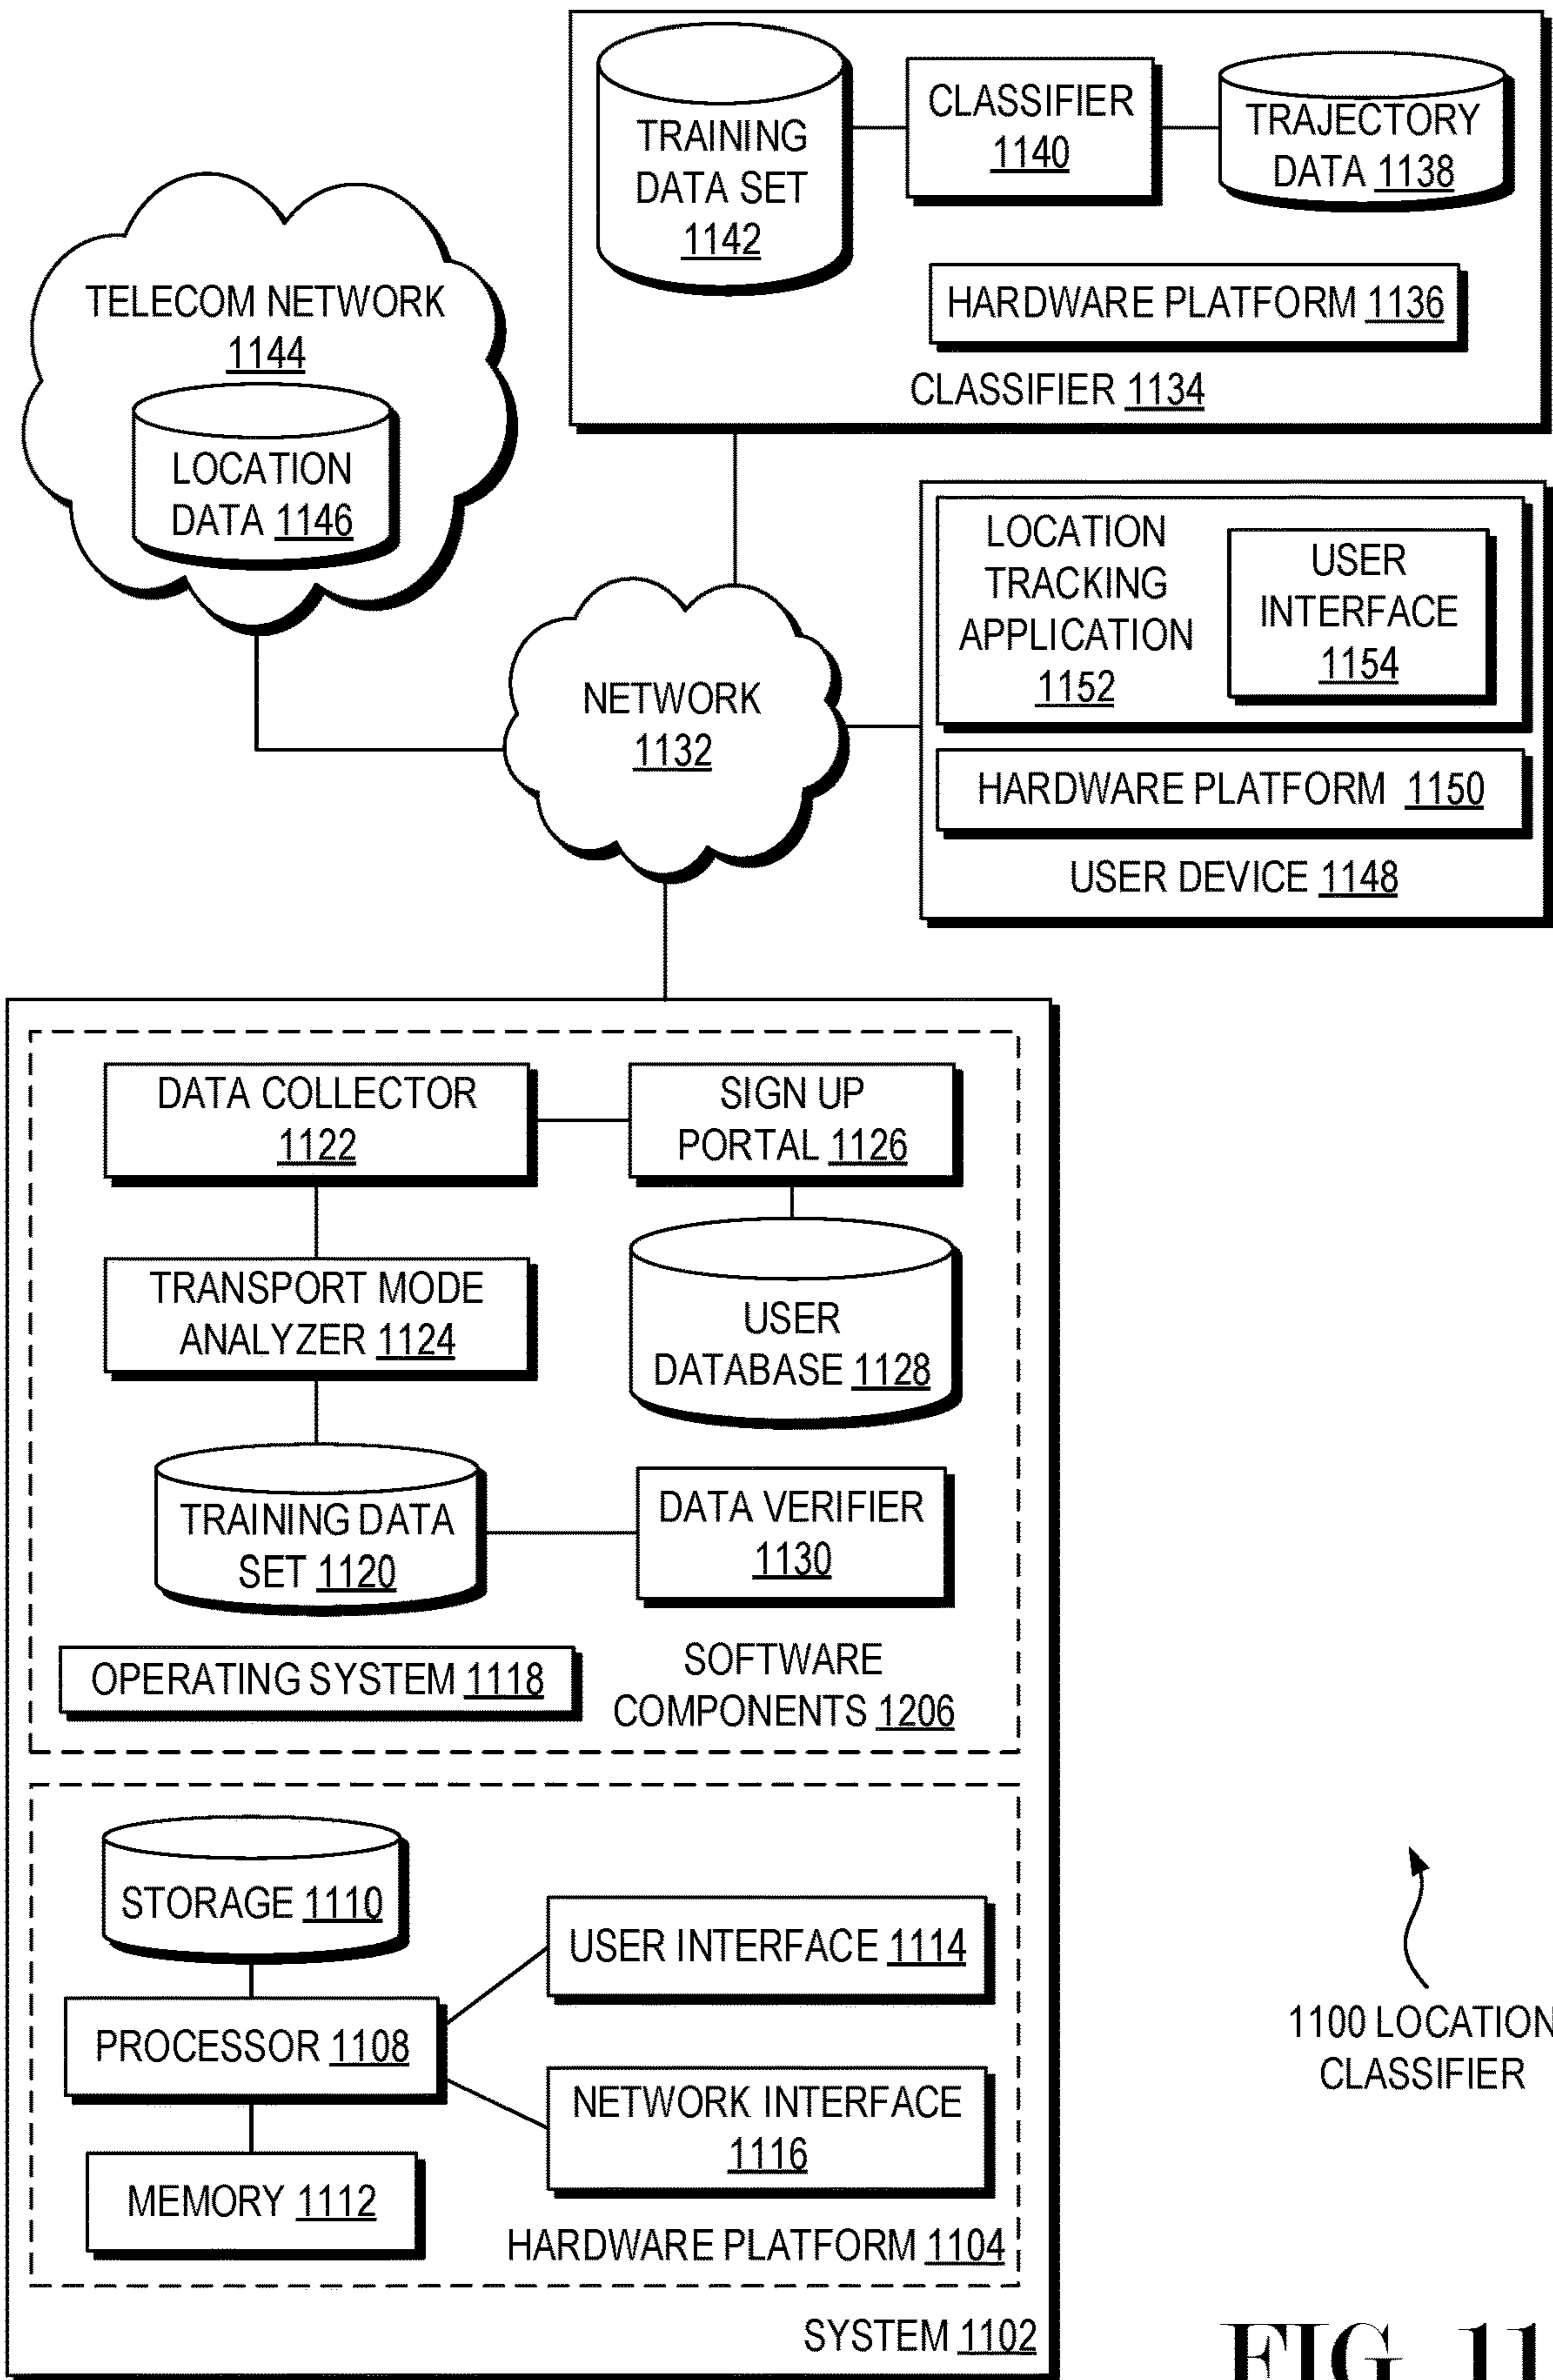 TRAINING
DATA SET
1142
CLASSIFIER
1140
TRAJECTORY
DATA 1138
HARDWARE PLATFORM 1136
CLASSIFIER 1134
TELECOM NETWORK
1144
LOCATION
DATA 1146
LOCATION
TRACKING
APPLICATION
1152
USER
INTERFACE
1154
HARDWARE PLATFORM 1150
USER DEVICE 1148
NETWORK
1132
DATA COLLECTOR
1122
SIGN UP
PORTAL 1126
TRANSPORT MODE
ANALYZER 1124
USER
DATABASE 1128
TRAINING DATA
SET 1120
DATA VERIFIER
1130
OPERATING SYSTEM 1118
SOFTWARE
COMPONENTS 1206
STORAGE 1110
USER INTERFACE 1114
PROCESSOR 1108
NETWORK INTERFACE
1116
MEMORY 1112
HARDWARE PLATFORM 1104
SYSTEM 1102
1100 LOCATION
CLASSIFIER
FIG. 11